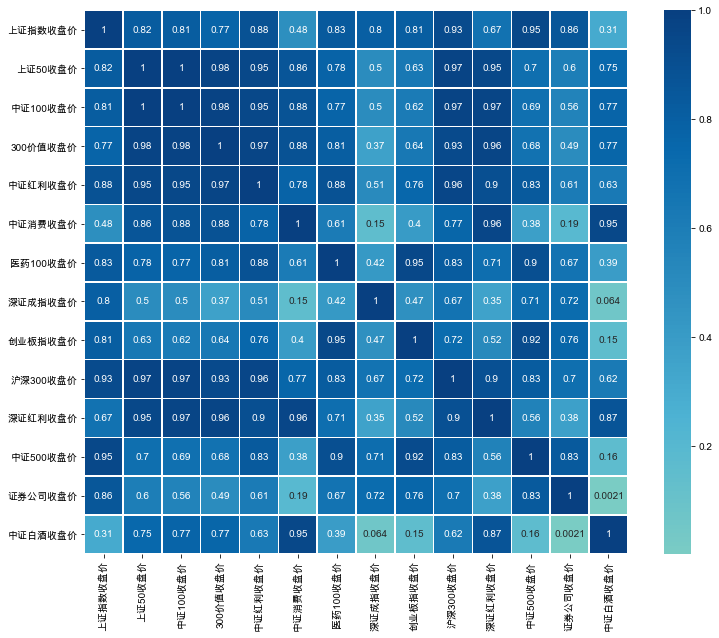 上证指数收盘价 1 0.82 0.81 0.77 0.88 0.48 0.83 0.8 0.81 0.93 0.67 0.95 0.86 0.31
上证50收盘价 0.82 1 1 0.98 0.95 0.86 0.78 0.5 0.63 0.97 0.95 0.7 0.6 0.75
中证100收盘价 0.81 1 1 0.98 0.95 0.88 0.77 0.5 0.62 0.97 0.97 0.69 0.56 0.77
300价值收盘价 0.77 0.98 0.98 1 0.97 0.88 0.81 0.37 0.64 0.93 0.96 0.68 0.49 0.77
中证红利收盘价 0.88 0.95 0.95 0.97 1 0.78 0.88 0.51 0.76 0.96 0.9 0.83 0.61 0.63
中证消费收盘价 0.48 0.86 0.88 0.88 0.78 1 0.61 0.15 0.4 0.77 0.96 0.38 0.19 0.95
医药100收盘价 0.83 0.78 0.77 0.81 0.88 0.61 1 0.42 0.95 0.83 0.71 0.9 0.67 0.39
深证成指收盘价 0.8 0.5 0.5 0.37 0.51 0.15 0.42 1 0.47 0.67 0.35 0.71 0.72 0.064
创业板指收盘价 0.81 0.63 0.62 0.64 0.76 0.4 0.95 0.47 1 0.72 0.52 0.92 0.76 0.15
沪深300收盘价 0.93 0.97 0.97 0.93 0.96 0.77 0.83 0.67 0.72 1 0.9 0.83 0.7 0.62
深证红利收盘价 0.67 0.95 0.97 0.96 0.9 0.96 0.71 0.35 0.52 0.9 1 0.56 0.38 0.87
中证500收盘价 0.95 0.7 0.69 0.68 0.83 0.38 0.9 0.71 0.92 0.83 0.56 1 0.83 0.16
证券公司收盘价 0.86 0.6 0.56 0.49 0.61 0.19 0.67 0.72 0.76 0.7 0.38 0.83 1 0.0021
中证白酒收盘价 0.31 0.75 0.77 0.77 0.63 0.95 0.39 0.064 0.15 0.62 0.87 0.16 0.0021 1
上证指数收盘价
上证50收盘价
中证100收盘价
300价值收盘价
中证红利收盘价
中证消费收盘价
医药100收盘价
深证成指收盘价
创业板指收盘价
沪深300收盘价
深证红利收盘价
中证500收盘价
证券公司收盘价
中证白酒收盘价
1.0
0.8
0.6
0.4
0.2